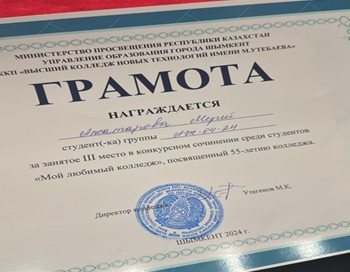 МИНИСТЕРСТВО ПРОСВЕЩЕНИЯ РЕСПУБЛИКИ КАЗАХСТАН
УПРАВЛЕНИЕ ОБРАЗОВАНИЯ ГОРОДА ШЫМКЕНТ
ККП «ВЫСШИЙ КОЛЛЕДЖ НОВЫХ ТЕХНОЛОГИЙ ИМЕНИ М.УТЕБАЕВА»
ГРАМОТА
НАГРАЖДАЕТСЯ
студент(-ка) группы
за занятое III место в конкурсном сочинении среди студентов
«Мой любимый колледж», посвященный 55-летию колледжа.
Директор колледжа Утегенов М.К.
ШЫМКЕНТ 2024 г.